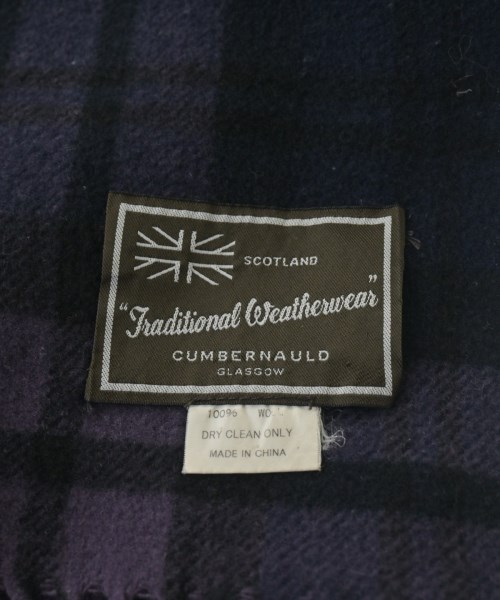 SCOTLAND
"Traditional Weatherwear"
CUMBERNAULD
GLASGOW
100%
DRY CLEAN ONLY
MADE IN CHINA